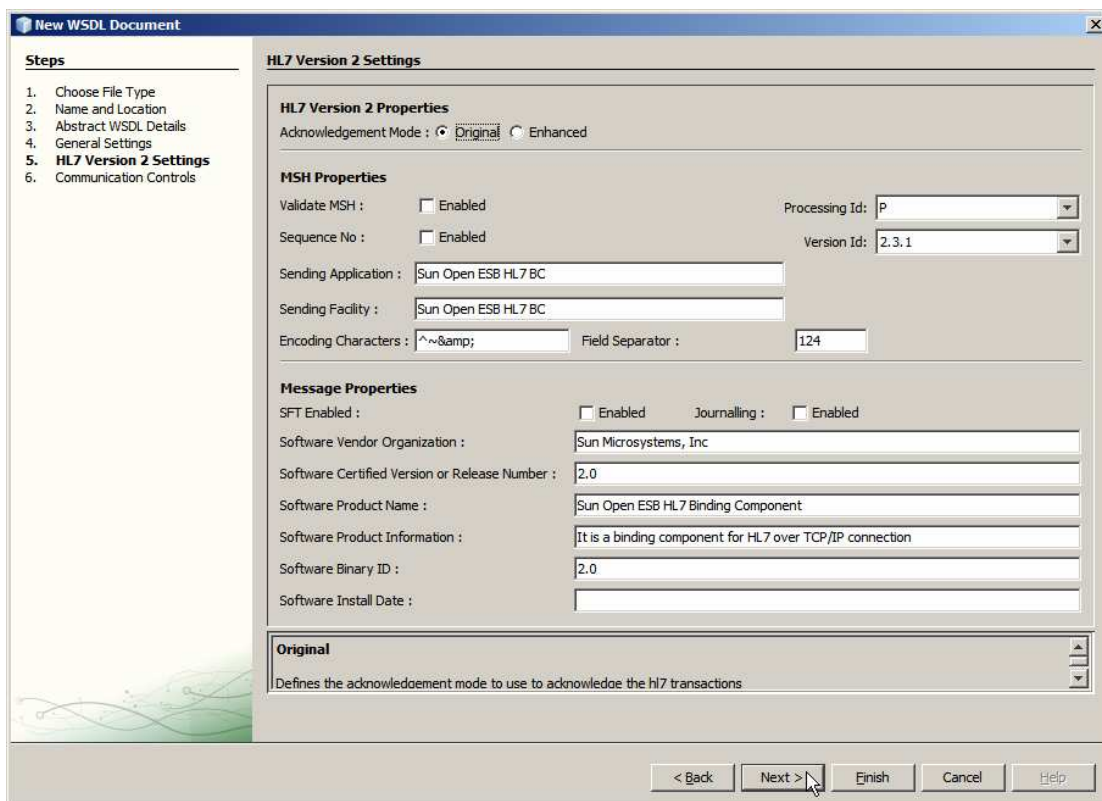 New WSDL Document
Steps
1. Choose File Type
2. Name and Location
3. Abstract WSDL Details
4. General Settings
5. HL7 Version 2 Settings
6. Communication Controls
HL7 Version 2 Settings
HL7 Version 2 Properties
Acknowledgement Mode : Original Enhanced
MSH Properties
Validate MSH : Enabled Processing Id: P
Sequence No : Enabled Version Id: 2.3.1
Sending Application : Sun Open ESB HL7 BC
Sending Facility : Sun Open ESB HL7 BC
Encoding Characters : ^~&amp; Field Separator : 124
Message Properties
SFT Enabled : Enabled Journalling : Enabled
Software Vendor Organization : Sun Microsystems, Inc
Software Certified Version or Release Number : 2.0
Software Product Name : Sun Open ESB HL7 Binding Component
Software Product Information : It is a binding component for HL7 over TCP/IP connection
Software Binary ID : 2.0
Software Install Date :
Original
Defines the acknowledgement mode to use to acknowledge the hl7 transactions
< Back Next > Finish Cancel Help